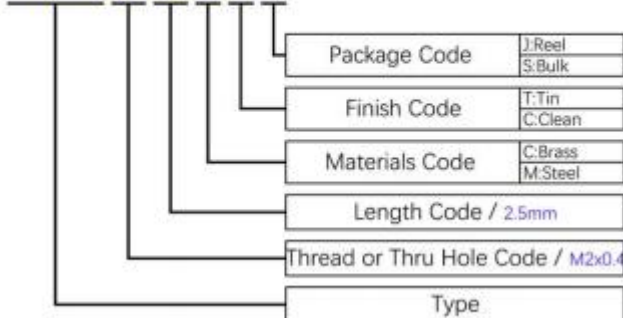 Package Code
J:Reel
S:Bulk
Finish Code
T:Tin
C:Clean
Materials Code
C:Brass
M:Steel
Length Code / 2.5mm
Thread or Thru Hole Code / M2x0.4
Type